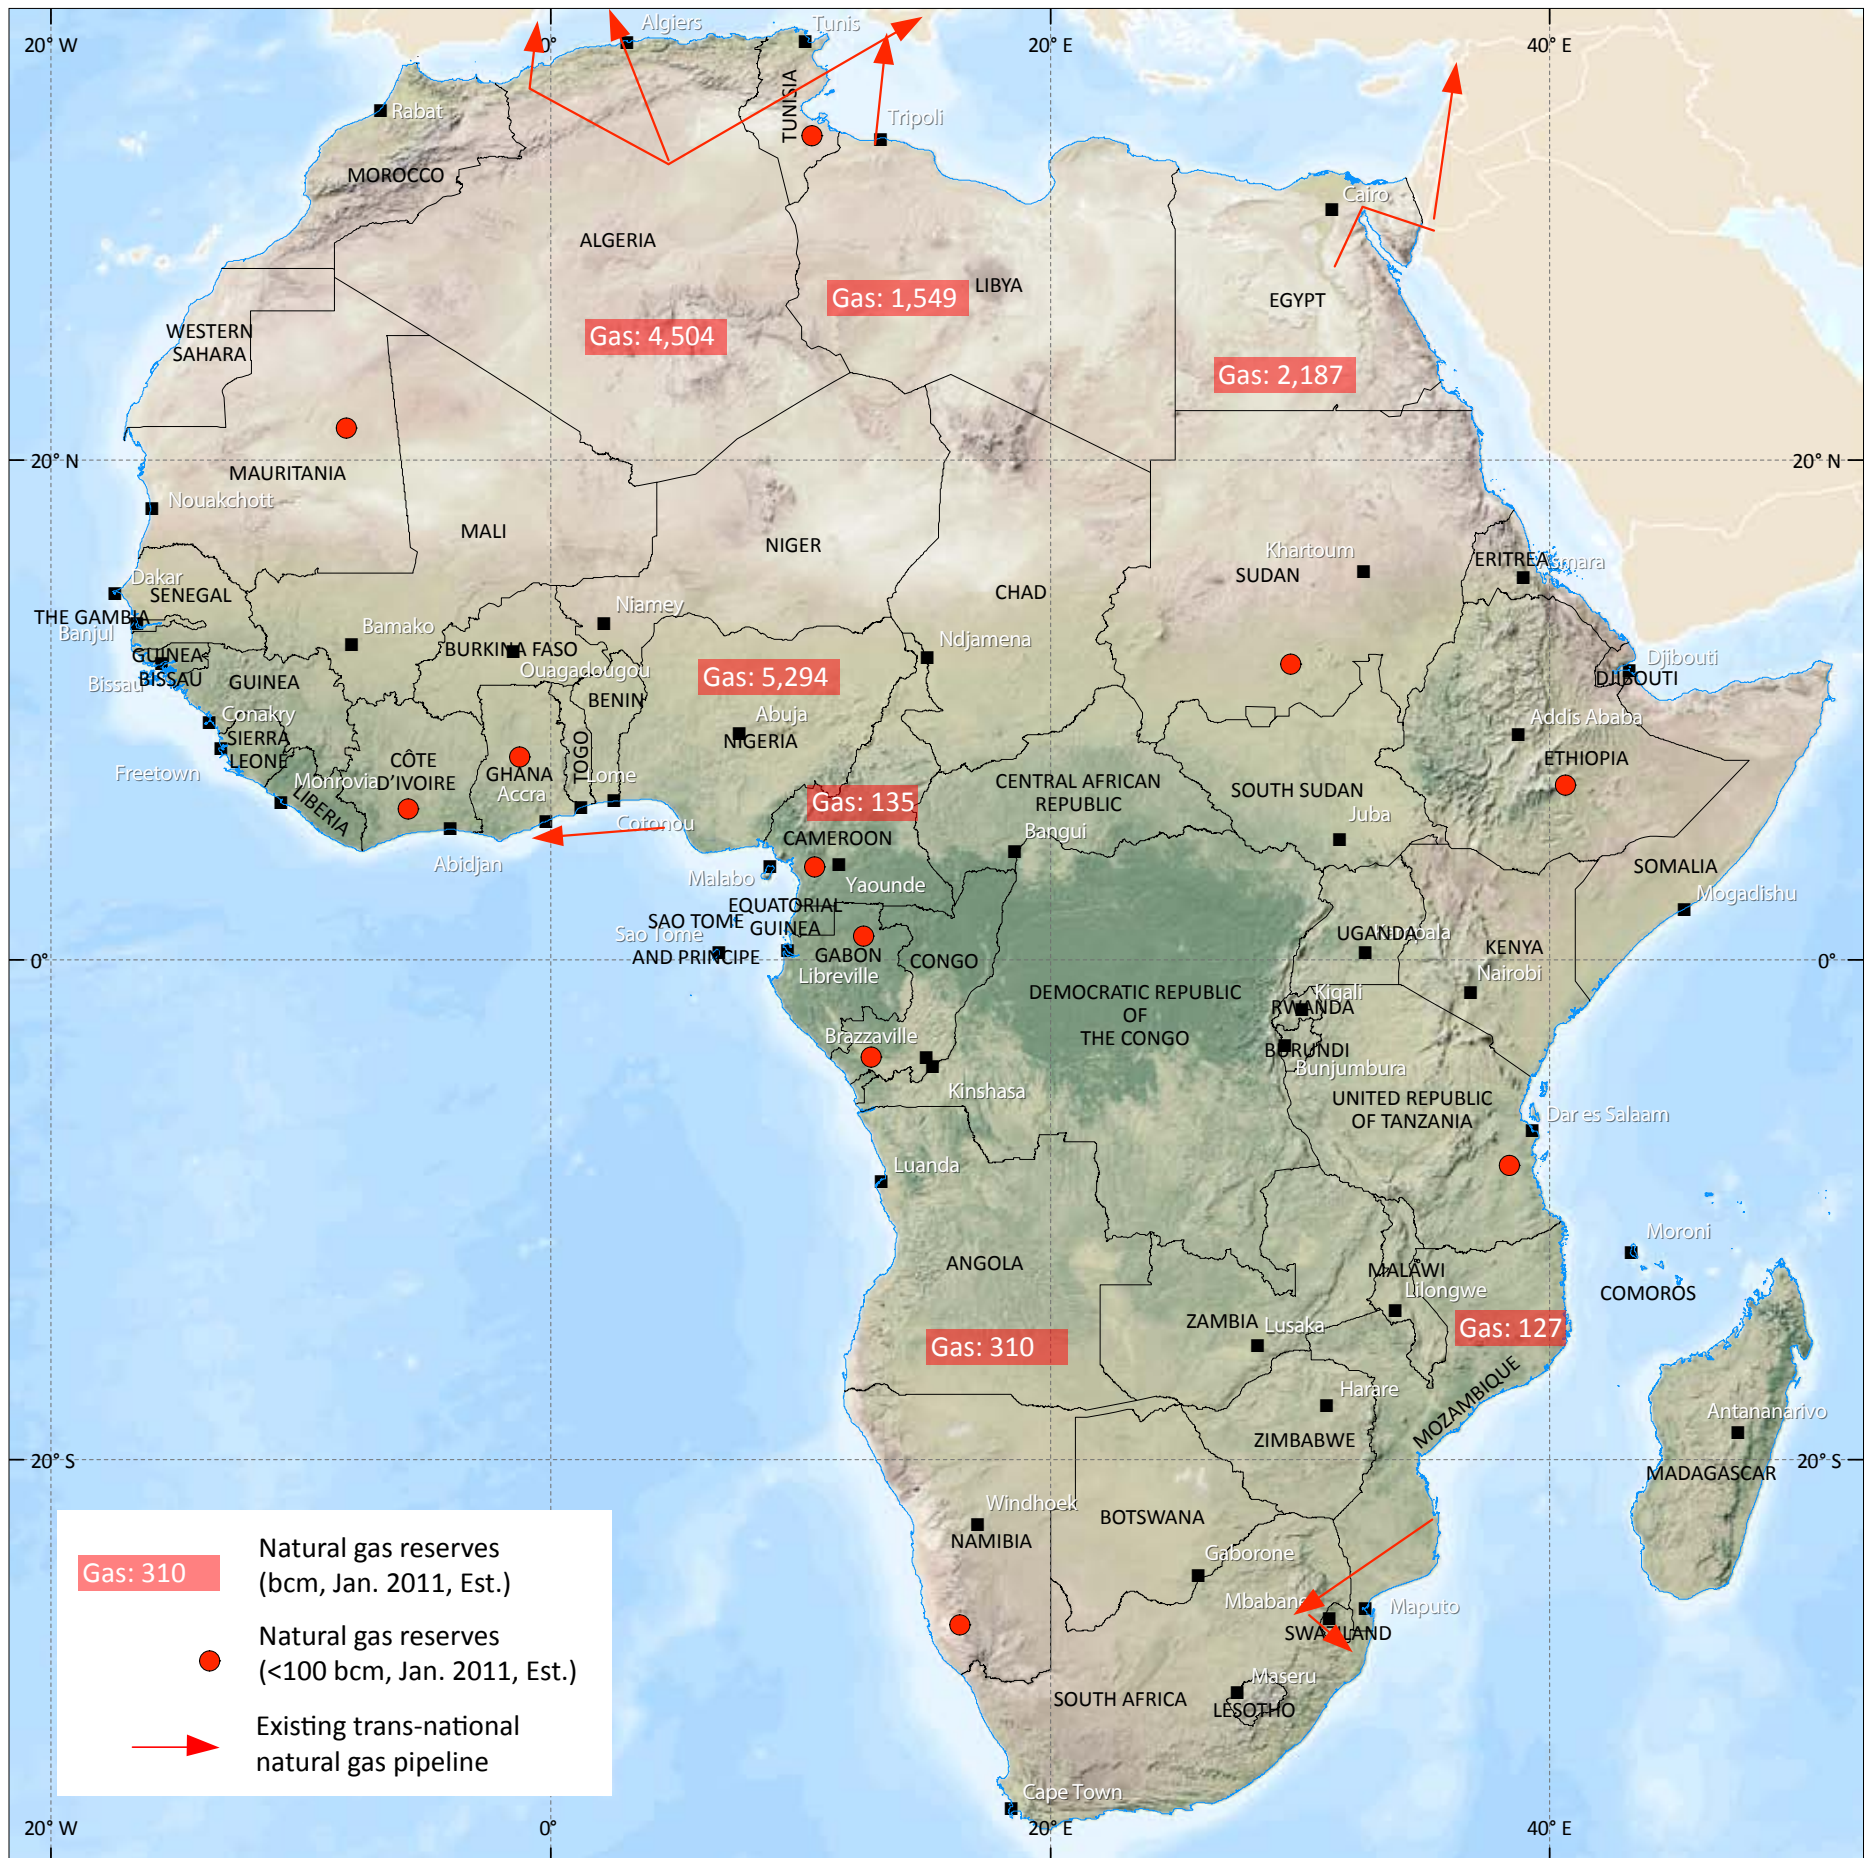 20° W
0°
20° E
40° E
Algiers
Tunis
Rabat
TUNISIA
Tripoli
MOROCCO
Cairo
ALGERIA
LIBYA
Gas: 1,549
EGYPT
WESTERN
SAHARA
Gas: 4,504
Gas: 2,187
20° N
20° N
MAURITANIA
Nouakchott
MALI
NIGER
Khartoum
SUDAN
ERITREA
Asmara
Dakar
SENEGAL
CHAD
THE GAMBIA
Banjul
Bamako
Niamey
BURKINA FASO
Ouagadougou
Ndjamena
GUINEA-
BISSAU
Bissau
GUINEA
Gas: 5,294
BENIN
Djibouti
DJIBOUTI
Conakry
SIERRA
LEONE
Freetown
Abuja
NIGERIA
Addis Ababa
ETHIOPIA
CÔTE
D'IVOIRE
GHANA
Accra
TOGO
Lome
Monrovia
LIBERIA
CENTRAL AFRICAN
REPUBLIC
SOUTH SUDAN
Gas: 135
Juba
Cotonou
CAMEROON
Bangui
Abidjan
Malabo
Yaounde
SOMALIA
Mogadishu
EQUATORIAL
GUINEA
SAO TOME
AND PRINCIPE
Sao Tome
GABON
Libreville
CONGO
UGANDA
Kampala
KENYA
Nairobi
0°
0°
DEMOCRATIC REPUBLIC
OF
THE CONGO
Kigali
RWANDA
Brazzaville
BURUNDI
Bunjumbura
Kinshasa
UNITED REPUBLIC
OF TANZANIA
Dar es Salaam
Luanda
Moroni
COMOROS
ANGOLA
MALAWI
Lilongwe
ZAMBIA
Lusaka
Gas: 127
Gas: 310
MOZAMBIQUE
Harare
Antananarivo
ZIMBABWE
20° S
20° S
MADAGASCAR
Windhoek
NAMIBIA
BOTSWANA
Gaborone
Mbabane
Maputo
SWAZILAND
Maseru
SOUTH AFRICA
LESOTHO
Cape Town
Gas: 310
Natural gas reserves
(bcm, Jan. 2011, Est.)
Natural gas reserves
(<100 bcm, Jan. 2011, Est.)
Existing trans-national
natural gas pipeline
20° W
0°
20° E
40° E